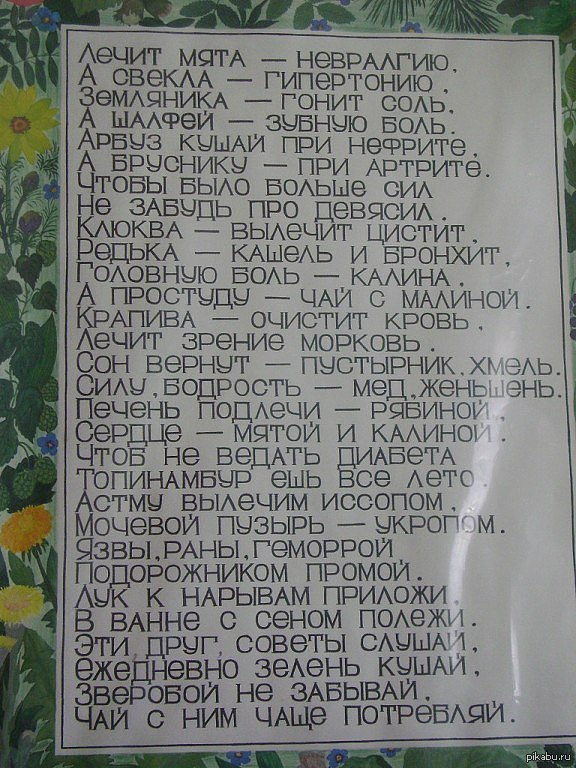 pikabu.ru
Лечит мята — невралгию,
А свекла — гипертонию,
Земляника — гонит соль,
А шалфей — зубную боль.
Арбуз кушай при нефрите,
А бруснику — при артрите.
Чтобы было больше сил
Не забудь про девясил.
Клюква — вылечит цистит,
Редька — кашель и бронхит,
Головную боль — калина,
А простуду — чай с малиной.
Крапива — очистит кровь,
Лечит зрение морковь.
Сон вернут — пустырник, хмель.
Силу, бодрость — мед, женьшень.
Печень подлечи — рябиной,
Сердце — мятой и калиной.
Чтоб не ведать диабета
Топинамбур ешь все лето.
Астму вылечим иссопом,
Мочевой пузырь — укропом.
Язвы, раны, геморрой
Подорожником промой.
Лук к нарывам приложи,
В ванне с сеном полежи.
Эти, друг, советы слушай,
Ежедневно зелень кушай,
Зверобой не забывай,
Чай с ним чаще потребляй.
pikabu.ru